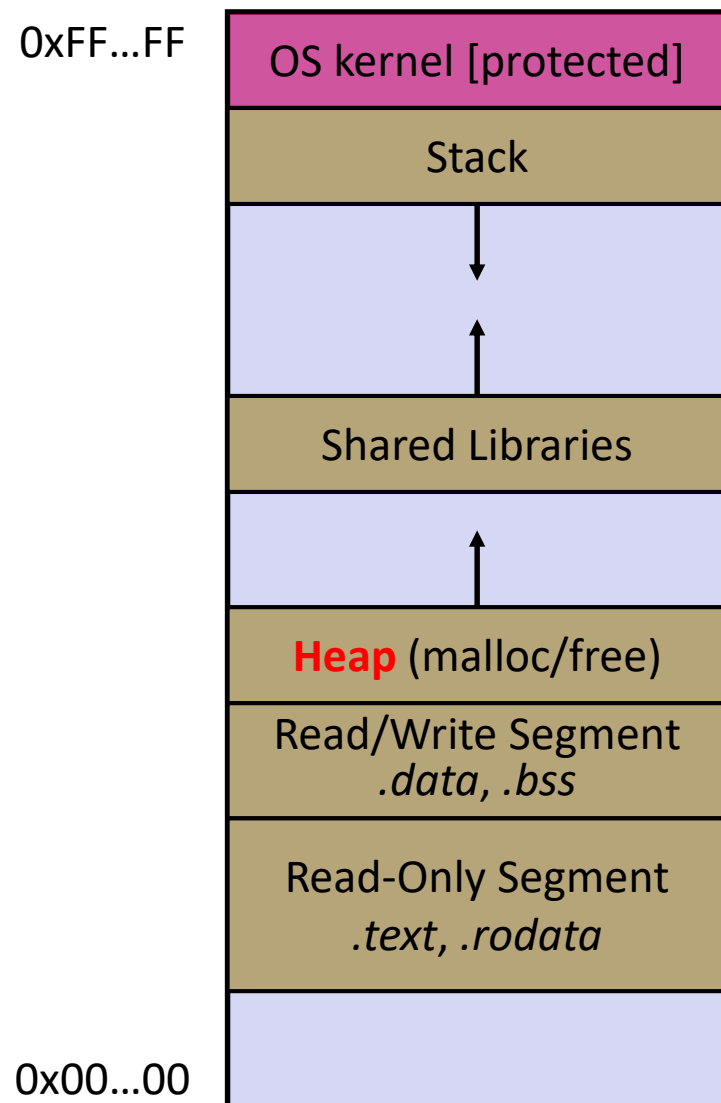 0xFF…FF
OS kernel [protected]
Stack
Shared Libraries
Heap (malloc/free)
Read/Write Segment
.data, .bss
Read-Only Segment
.text, .rodata
0x00…00